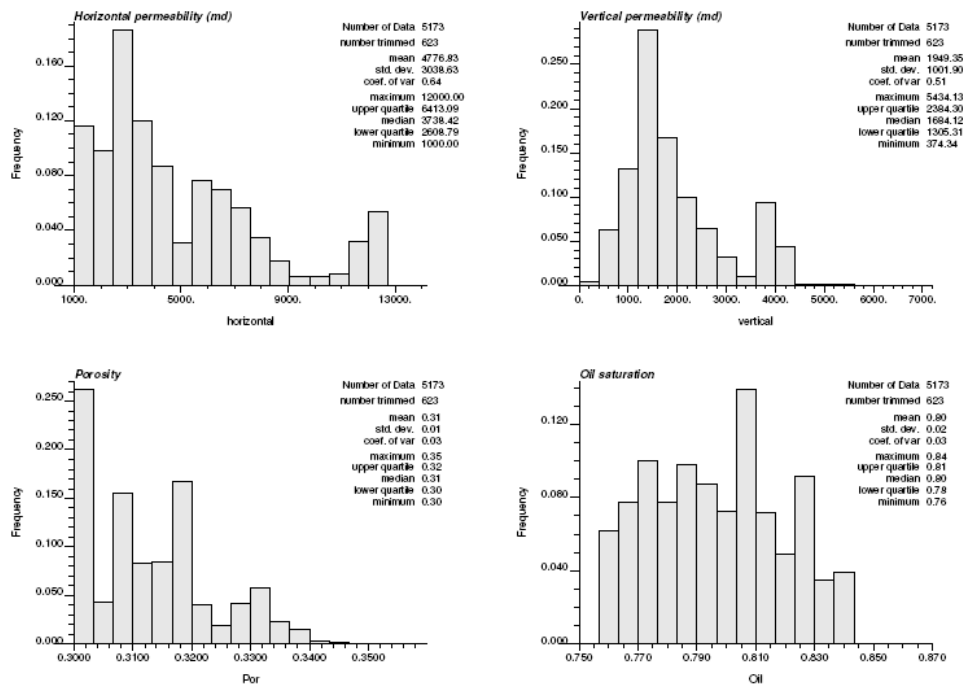 Horizontal permeability (md)
Number of Data 5173
number trimmed 623
mean 4776.83
std. dev. 3038.63
coef. of var 0.64
maximum 12000.00
upper quartile 6413.09
median 3738.42
lower quartile 2608.79
minimum 1000.00
Frequency
0.160
0.120
0.080
0.040
0.000
1000. 5000. 9000. 13000.
horizontal
Vertical permeability (md)
Number of Data 5173
number trimmed 623
mean 1949.35
std. dev. 1001.90
coef. of var 0.51
maximum 5434.13
upper quartile 2384.30
median 1684.12
lower quartile 1305.31
minimum 374.34
Frequency
0.250
0.200
0.150
0.100
0.050
0.000
0. 1000. 2000. 3000. 4000. 5000. 6000. 7000.
vertical
Porosity
Number of Data 5173
number trimmed 623
mean 0.31
std. dev. 0.01
coef. of var 0.03
maximum 0.35
upper quartile 0.32
median 0.31
lower quartile 0.30
minimum 0.30
Frequency
0.250
0.200
0.150
0.100
0.050
0.000
0.3000 0.3100 0.3200 0.3300 0.3400 0.3500
Por
Oil saturation
Number of Data 5173
number trimmed 623
mean 0.80
std. dev. 0.02
coef. of var 0.03
maximum 0.84
upper quartile 0.81
median 0.80
lower quartile 0.78
minimum 0.76
Frequency
0.120
0.080
0.040
0.000
0.750 0.770 0.790 0.810 0.830 0.850 0.870
Oil